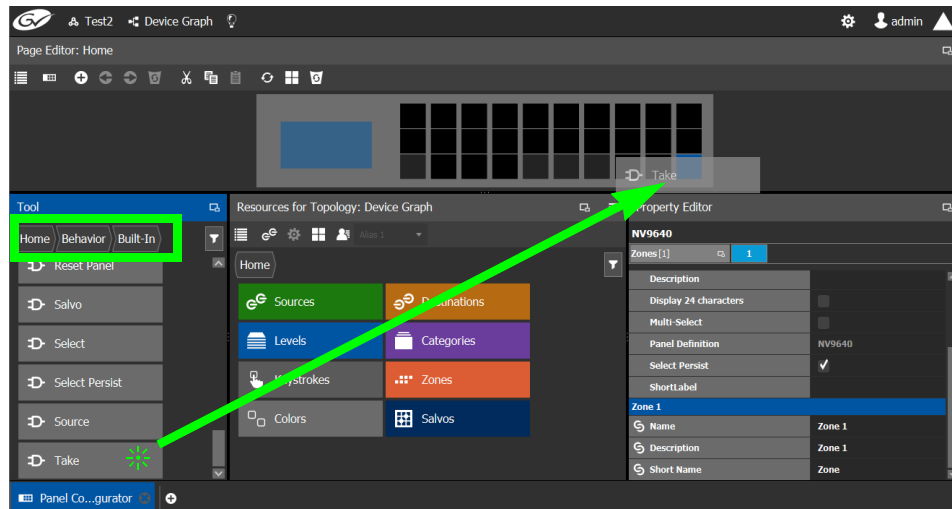 GV Test2 Device Graph admin
Page Editor: Home
Take
Tool
Home Behavior Built-In
Reset Panel
Salvo
Select
Select Persist
Source
Take
Resources for Topology: Device Graph
Alias 1
Home
Sources Destinations
Levels Categories
Keystrokes Zones
Colors Salvos
Property Editor
NV9640
Zones [1] 1
Description
Display 24 characters
Multi-Select
Panel Definition NV9640
Select Persist
ShortLabel
Zone 1
Name Zone 1
Description Zone 1
Short Name Zone
Panel Co...gurator